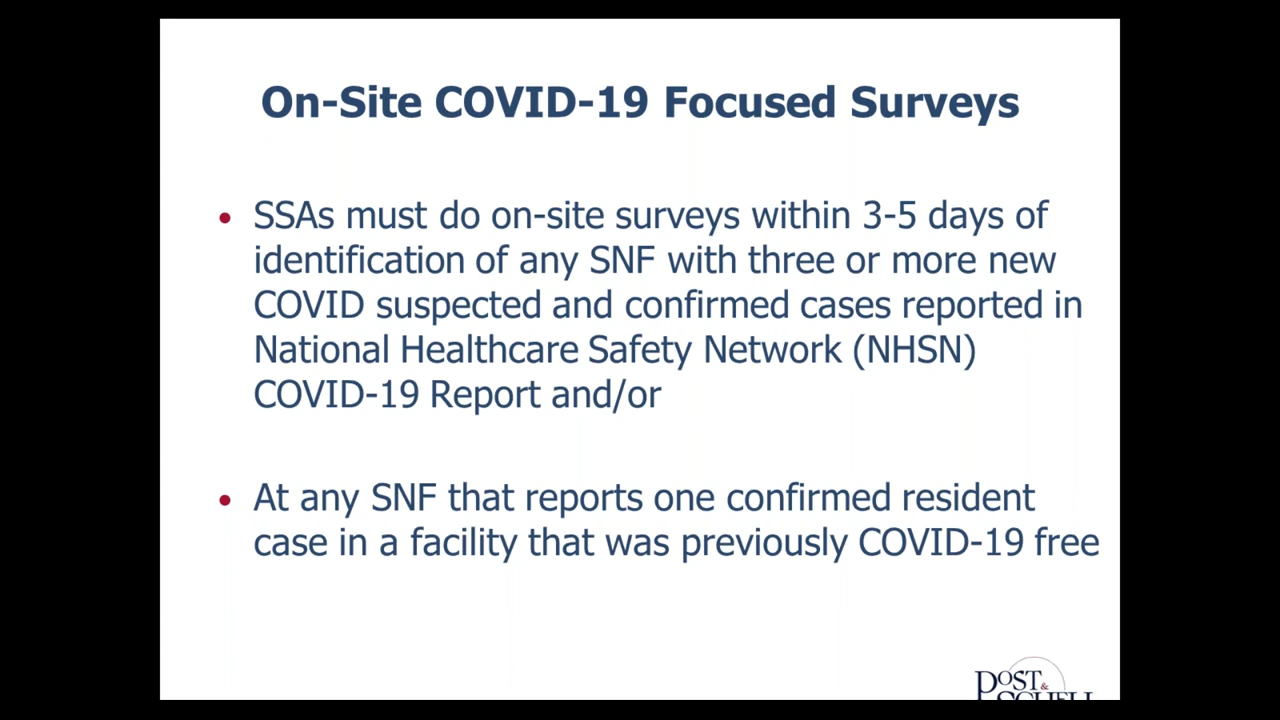 On-Site COVID-19 Focused Surveys
• SSAs must do on-site surveys within 3-5 days of
identification of any SNF with three or more new
COVID suspected and confirmed cases reported in
National Healthcare Safety Network (NHSN)
COVID-19 Report and/or
• At any SNF that reports one confirmed resident
case in a facility that was previously COVID-19 free
POST
&
SCHELL